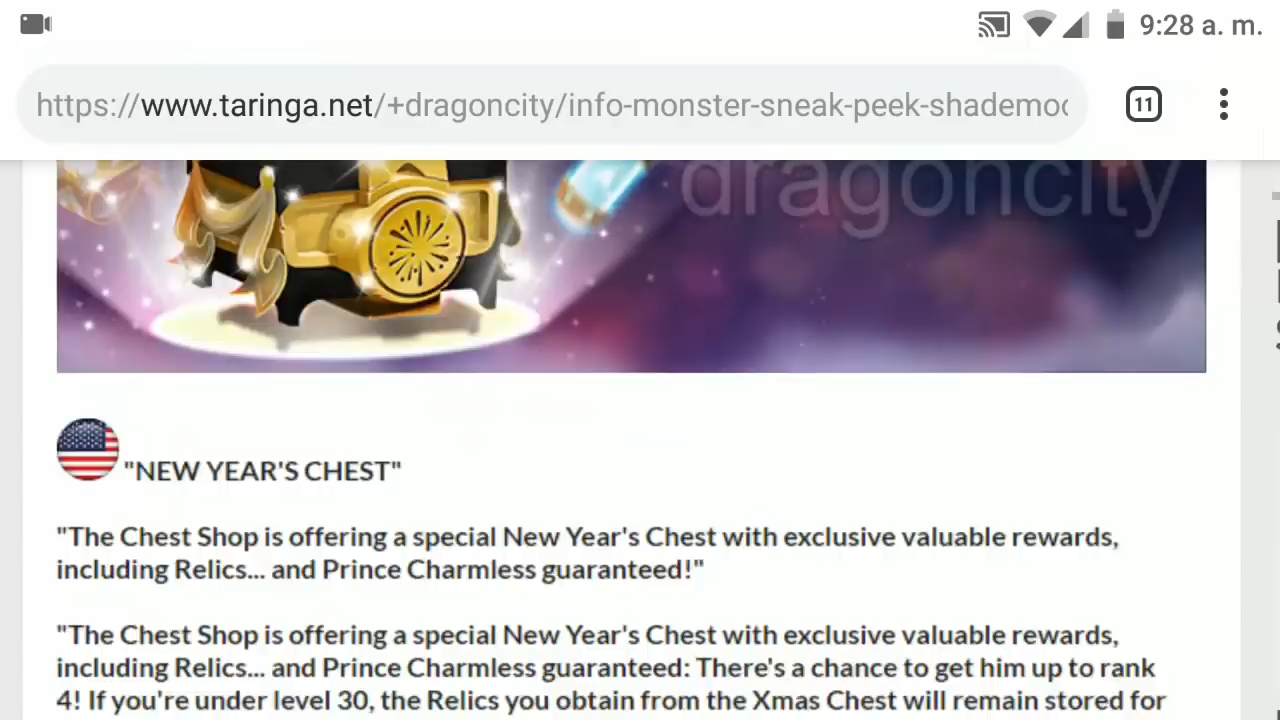 9:28 a. m.
https://www.taringa.net/+dragoncity/info-monster-sneak-peek-shademoc
11
dragoncity
"NEW YEAR'S CHEST"
"The Chest Shop is offering a special New Year's Chest with exclusive valuable rewards,
including Relics... and Prince Charmless guaranteed!"
"The Chest Shop is offering a special New Year's Chest with exclusive valuable rewards,
including Relics... and Prince Charmless guaranteed: There's a chance to get him up to rank
4! If you're under level 30, the Relics you obtain from the Xmas Chest will remain stored for